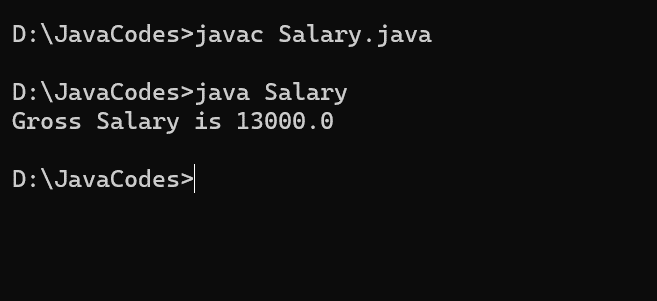 D:\JavaCodes>javac Salary.java
D:\JavaCodes>java Salary
Gross Salary is 13000.0
D:\JavaCodes>